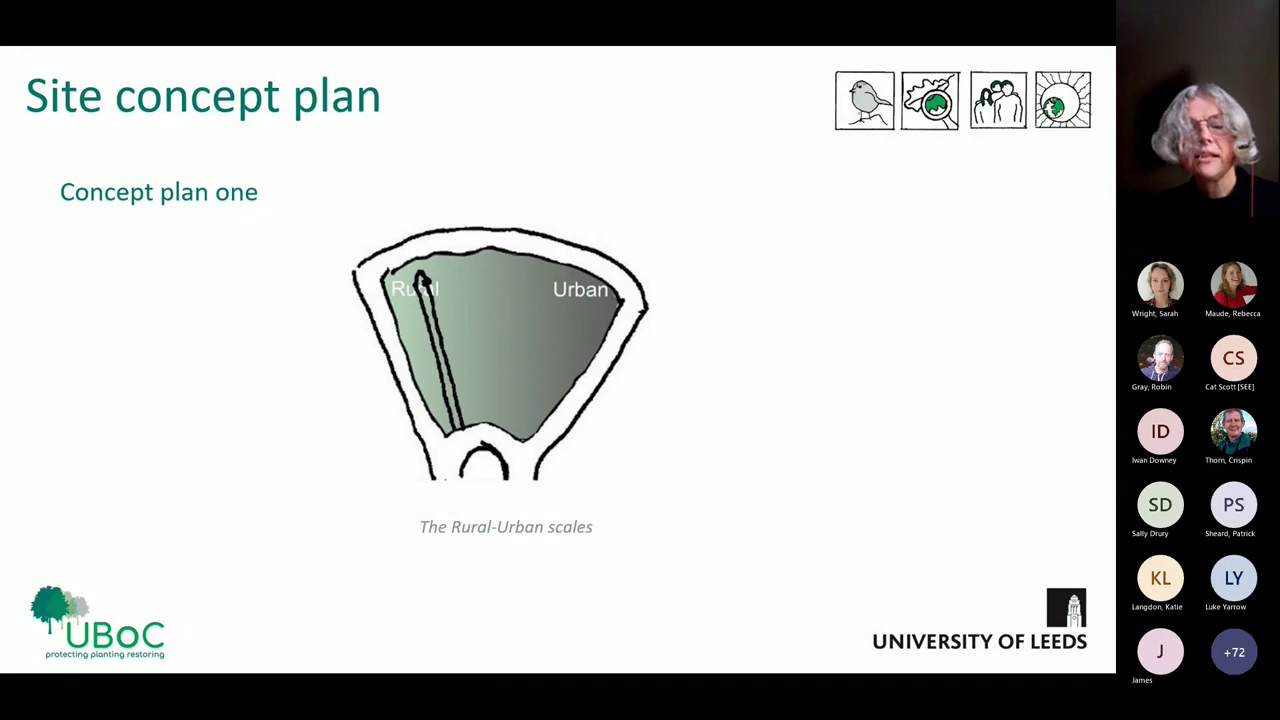 Site concept plan
Concept plan one
Rural
Urban
The Rural-Urban scales
UBoC
protecting planting restoring
UNIVERSITY OF LEEDS
Wright, Sarah
Maude, Rebecca
Gray, Robin
CS
Cat Scott [SEE]
ID
Iwan Downey
Thorn, Crispin
SD
Sally Drury
PS
Sheard, Patrick
KL
Langdon, Katie
LY
Luke Yarrow
J
James
+72